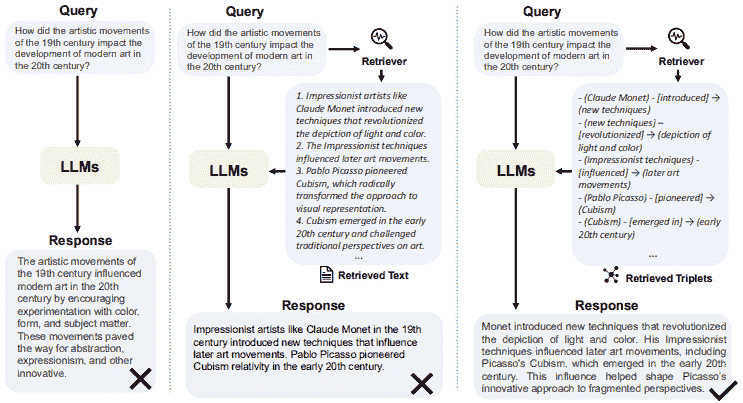 Query
How did the artistic movements
of the 19th century impact the
development of modern art in
the 20th century?
LLMs
Response
The artistic movements of
the 19th century influenced
modern art in the 20th
century by encouraging
experimentation with color,
form, and subject matter.
These movements paved
the way for abstraction,
expressionism, and other
innovative.
Query
How did the artistic movements
of the 19th century impact the
development of modern art in
the 20th century?
Retriever
1. Impressionist artists like
Claude Monet introduced new
techniques that revolutionized
the depiction of light and color.
2. The Impressionist techniques
influenced later art movements.
3. Pablo Picasso pioneered
Cubism, which radically
transformed the approach to
visual representation.
4. Cubism emerged in the early
20th century and challenged
traditional perspectives on art.
...
LLMs
Retrieved Text
Response
Impressionist artists like Claude Monet in the 19th
century introduced new techniques that influence
later art movements. Pablo Picasso pioneered
Cubism relativity in the early 20th century.
Query
How did the artistic movements
of the 19th century impact the
development of modern art in
the 20th century?
Retriever
- (Claude Monet) - [introduced] →
(new techniques)
- (new techniques) –
[revolutionized] → (depiction of
light and color)
- (Impressionist techniques) -
[influenced] → (later art
movements)
- (Pablo Picasso) - [pioneered] →
(Cubism)
- (Cubism) - [emerged in] → (early
20th century)
...
LLMs
Retrieved Triplets
Response
Monet introduced new techniques that revolutionized
the depiction of light and color. His Impressionist
techniques influenced later art movements, including
Picasso's Cubism, which emerged in the early 20th
century. This influence helped shape Picasso's
innovative approach to fragmented perspectives.